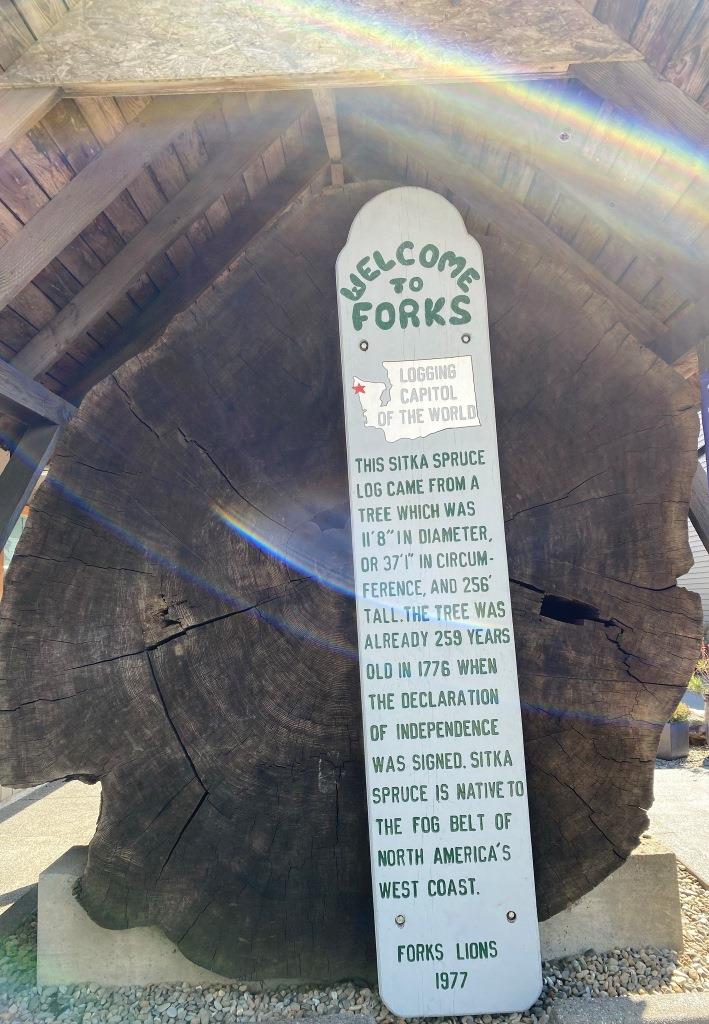 WELCOME
TO
FORKS
LOGGING
CAPITOL
OF THE WORLD
THIS SITKA SPRUCE
LOG CAME FROM A
TREE WHICH WAS
11'8" IN DIAMETER,
OR 37'1" IN CIRCUM-
FERENCE, AND 256'
TALL. THE TREE WAS
ALREADY 259 YEARS
OLD IN 1776 WHEN
THE DECLARATION
OF INDEPENDENCE
WAS SIGNED. SITKA
SPRUCE IS NATIVE TO
THE FOG BELT OF
NORTH AMERICA'S
WEST COAST.
FORKS LIONS
1977